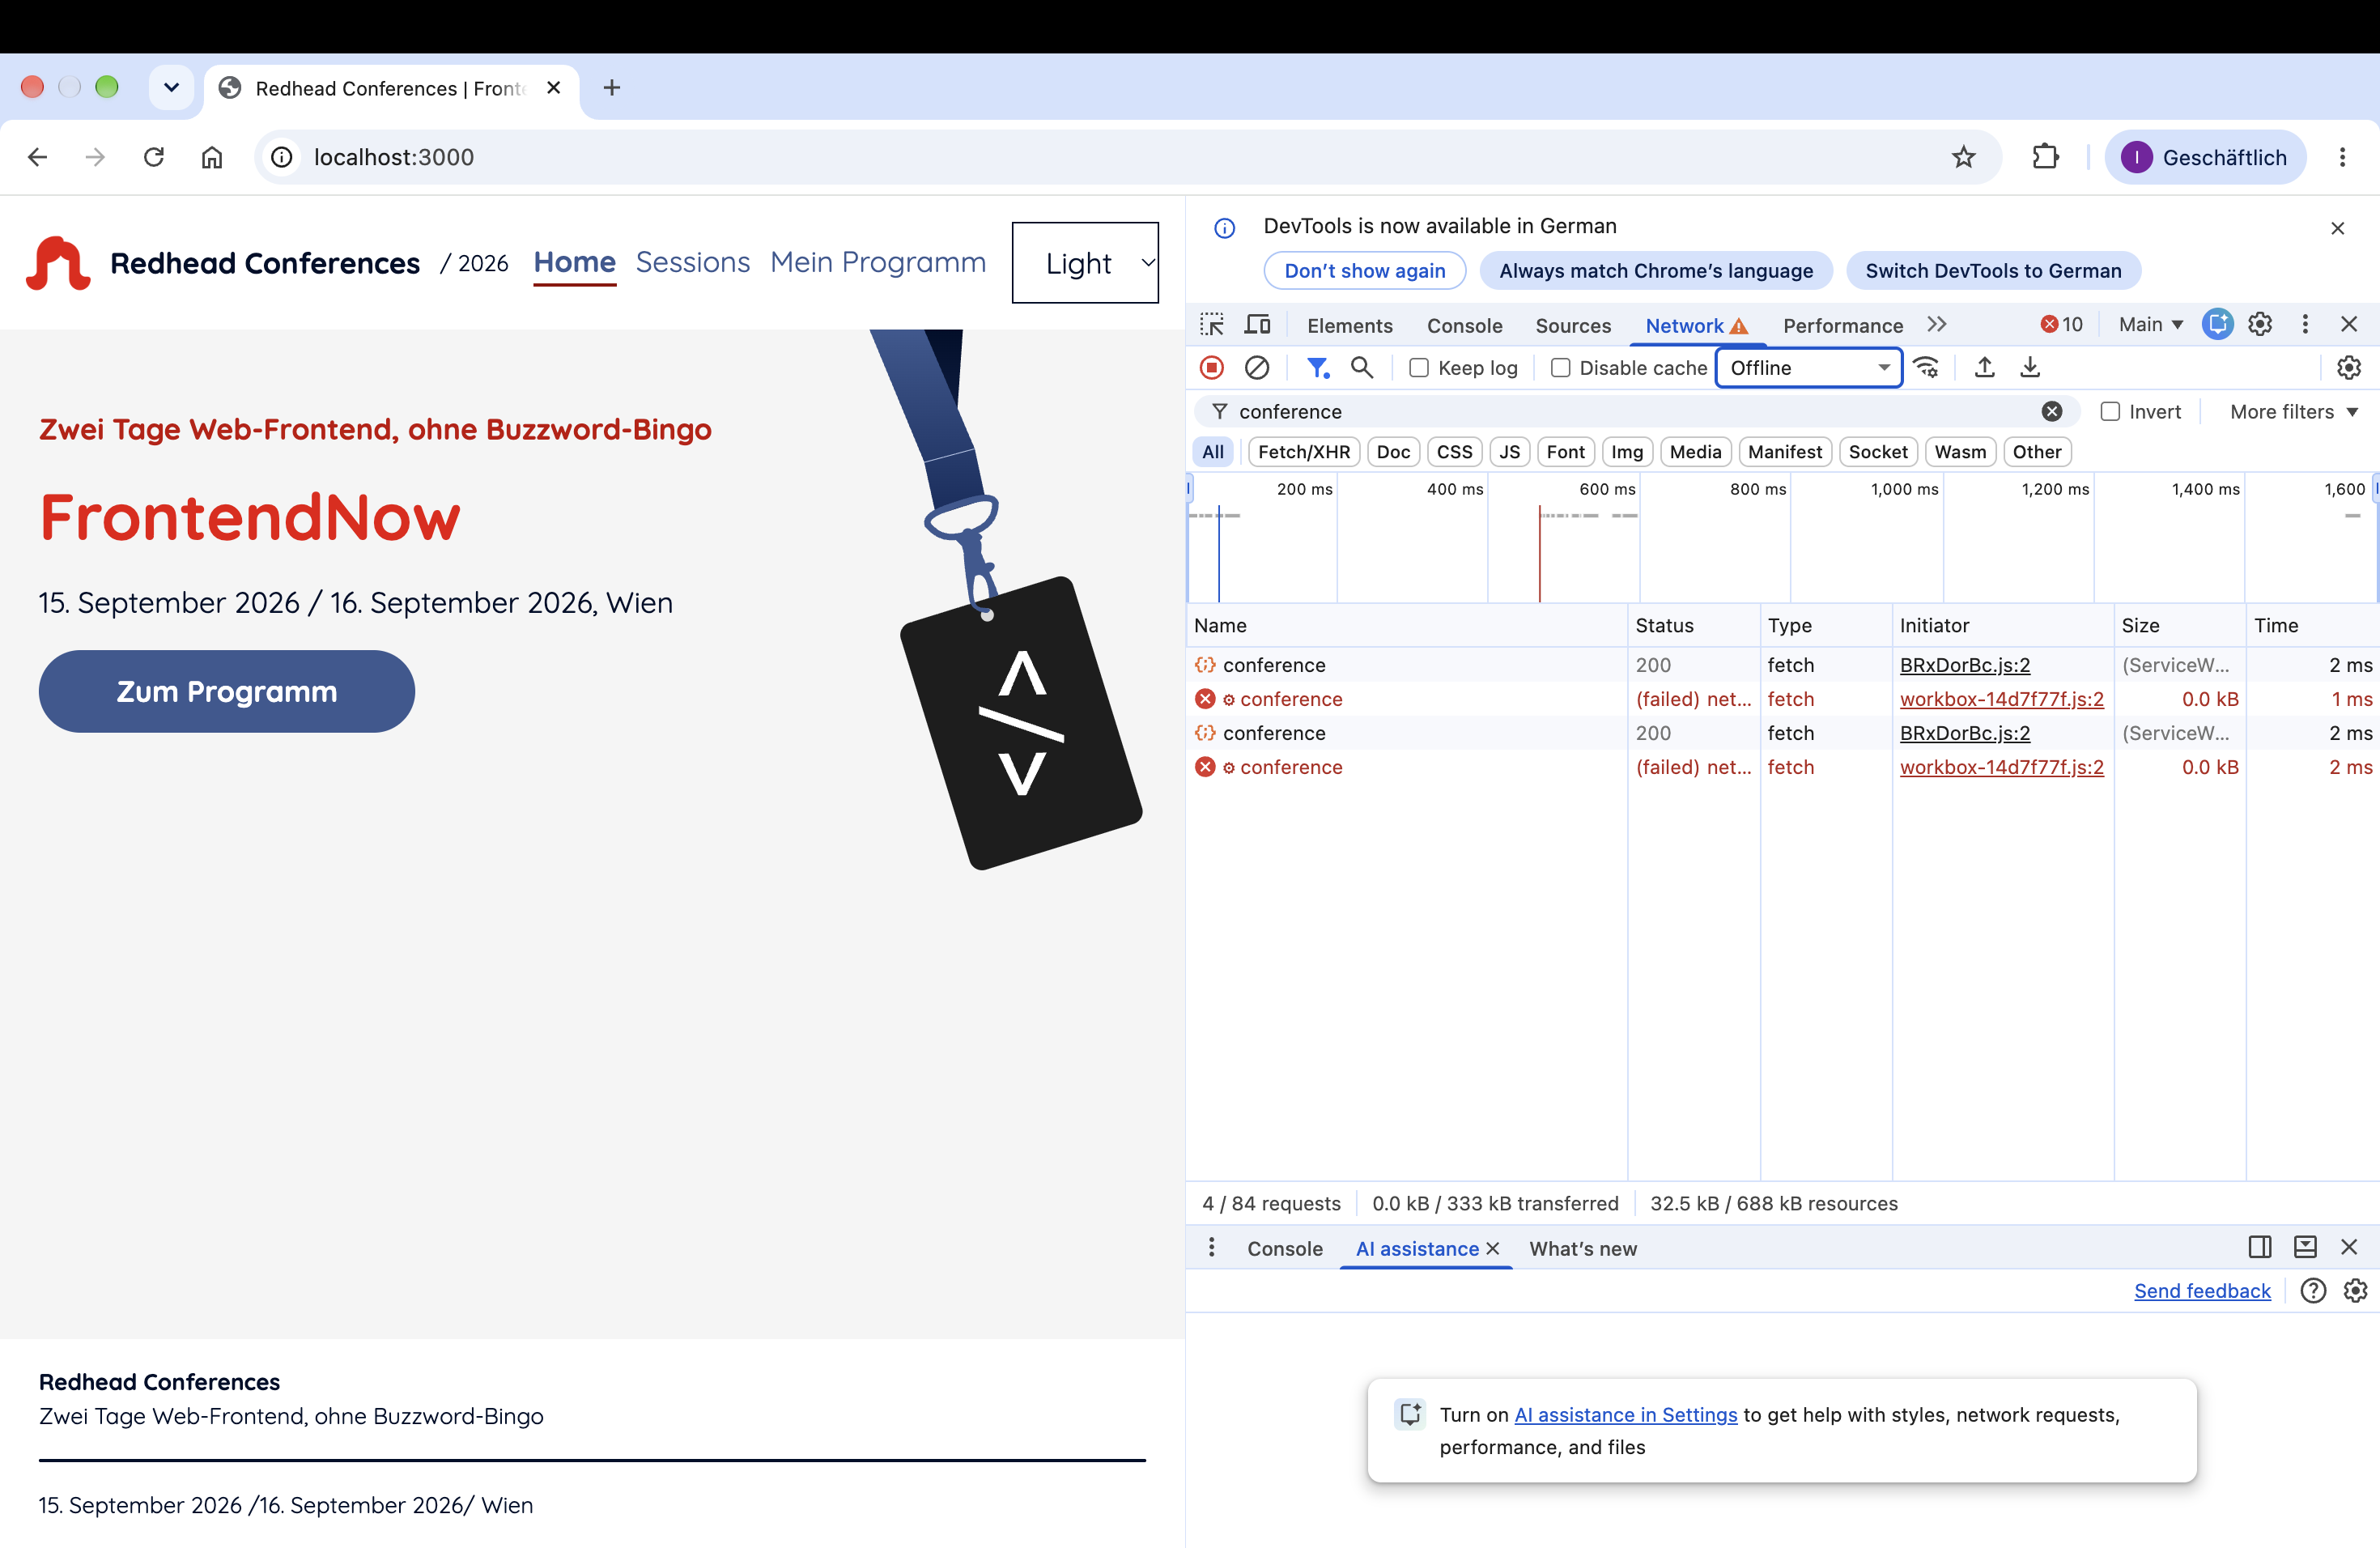 Redhead Conferences | Fronte
localhost:3000
I Geschäftlich
Redhead Conferences / 2026 Home Sessions Mein Programm Light
Zwei Tage Web-Frontend, ohne Buzzword-Bingo
FrontendNow
15. September 2026 / 16. September 2026, Wien
Zum Programm
Redhead Conferences
Zwei Tage Web-Frontend, ohne Buzzword-Bingo
15. September 2026 /16. September 2026/ Wien
DevTools is now available in German
Don't show again Always match Chrome's language Switch DevTools to German
Elements Console Sources Network Performance 10 Main
Keep log Disable cache Offline
conference Invert More filters
All Fetch/XHR Doc CSS JS Font Img Media Manifest Socket Wasm Other
200 ms 400 ms 600 ms 800 ms 1,000 ms 1,200 ms 1,400 ms 1,600
Name Status Type Initiator Size Time
conference 200 fetch BRxDorBc.js:2 (ServiceW... 2 ms
conference (failed) net... fetch workbox-14d7f77f.js:2 0.0 kB 1 ms
conference 200 fetch BRxDorBc.js:2 (ServiceW... 2 ms
conference (failed) net... fetch workbox-14d7f77f.js:2 0.0 kB 2 ms
4 / 84 requests 0.0 kB / 333 kB transferred 32.5 kB / 688 kB resources
Console AI assistance What's new
Send feedback
Turn on AI assistance in Settings to get help with styles, network requests,
performance, and files